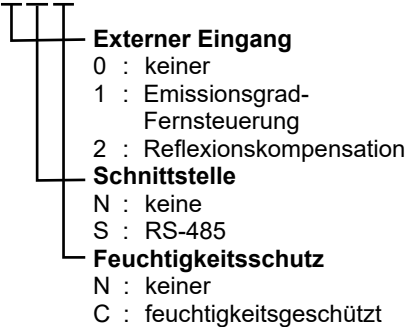 Externer Eingang
0 : keiner
1 : Emissionsgrad-
Fernsteuerung
2 : Reflexionskompensation
Schnittstelle
N : keine
S : RS-485
Feuchtigkeitsschutz
N : keiner
C : feuchtigkeitsgeschützt